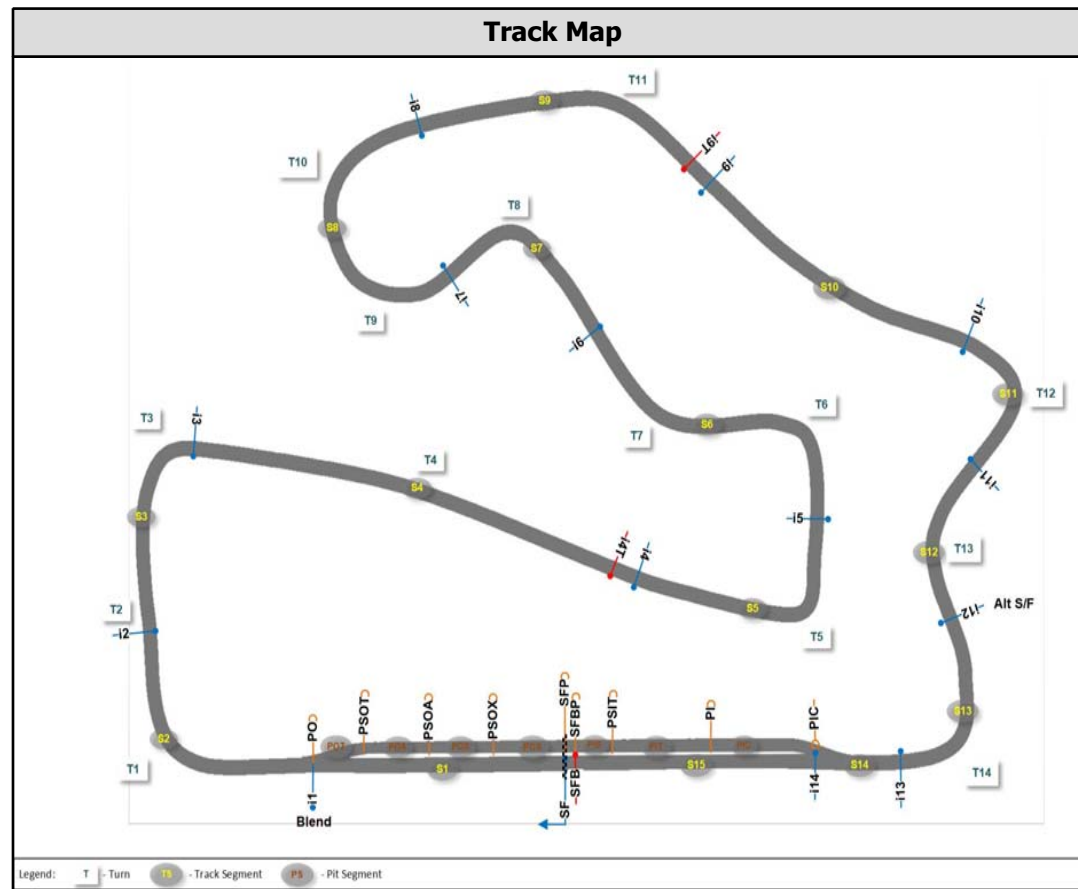 Track Map
T11
i8
S9
i9T
i9
T10
T8
S8
S7
i7
T9
i6
S10
i10
S11
T12
T6
T3
i3
T4
T7
S6
S4
i11
S3
i5
S12
T13
i4T
i4
S5
T5
i12
Alt S/F
T2
i2
S2
T1
PO
PSOT
PSOA
PSOX
SFP
SFBP
PSIT
PI
PIC
S13
T14
S1
S15
S14
i1
SF
SFB
i14
i13
Blend
Legend: T - Turn TS - Track Segment PS - Pit Segment